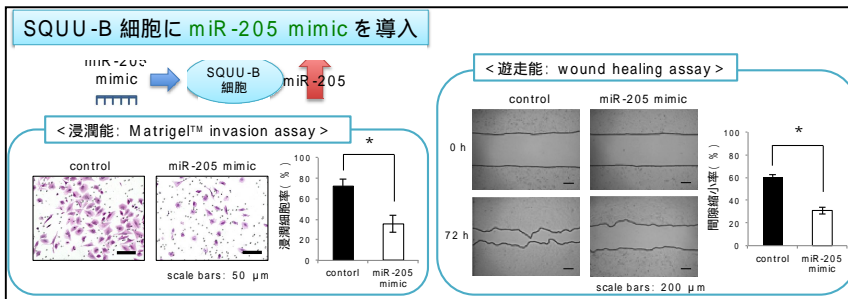 SQUU-B 細胞に miR-205 mimic を導入
miR-205
mimic
SQUU-B
細胞
miR-205
<浸潤能: Matrigel™ invasion assay>
control
miR-205 mimic
scale bars: 50 µm
浸潤細胞率(%)
100
80
60
40
20
0
*
control
miR-205
mimic
<遊走能: wound healing assay>
control
miR-205 mimic
0 h
72 h
scale bars: 200 µm
間隙縮小率(%)
100
80
60
40
20
0
*
control
miR-205
mimic